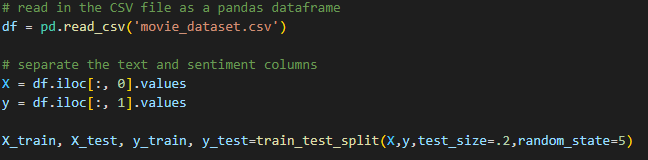 # read in the CSV file as a pandas dataframe
df = pd.read_csv('movie_dataset.csv')
# separate the text and sentiment columns
X = df.iloc[:, 0].values
y = df.iloc[:, 1].values
X_train, X_test, y_train, y_test=train_test_split(X,y,test_size=.2,random_state=5)